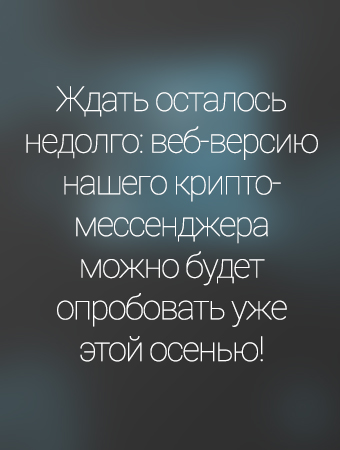 Ждать осталось
недолго: веб-версию
нашего крипто-
мессенджера
можно будет
опробовать уже
этой осенью!